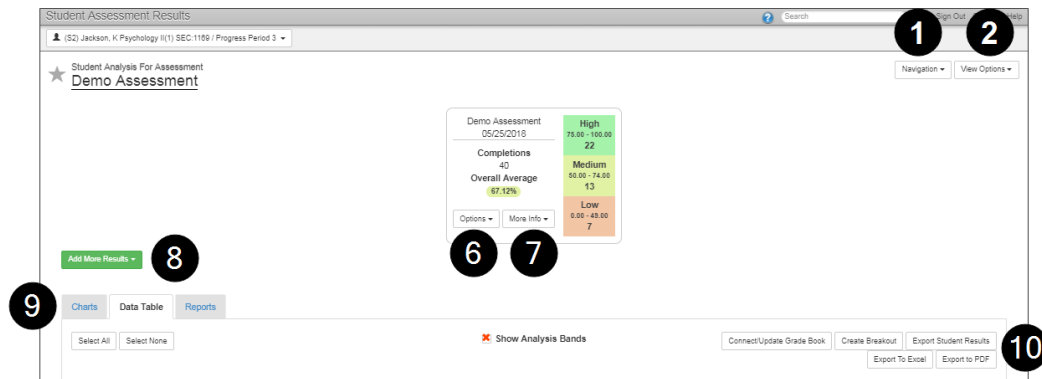 Student Assessment Results
Search
Sign Out
Help
(S2) Jackson, K Psychology II(1) SEC:1169 / Progress Period 3
1
2
Student Analysis For Assessment
Demo Assessment
Navigation
View Options
Demo Assessment
05/25/2018
Completions
40
Overall Average
67.12%
High
75.00 - 100.00
22
Medium
50.00 - 74.00
13
Low
0.00 - 49.00
7
Options
More Info
6
7
Add More Results
8
9
Charts
Data Table
Reports
Select All
Select None
Show Analysis Bands
Connect/Update Grade Book
Create Breakout
Export Student Results
Export To Excel
Export to PDF
10